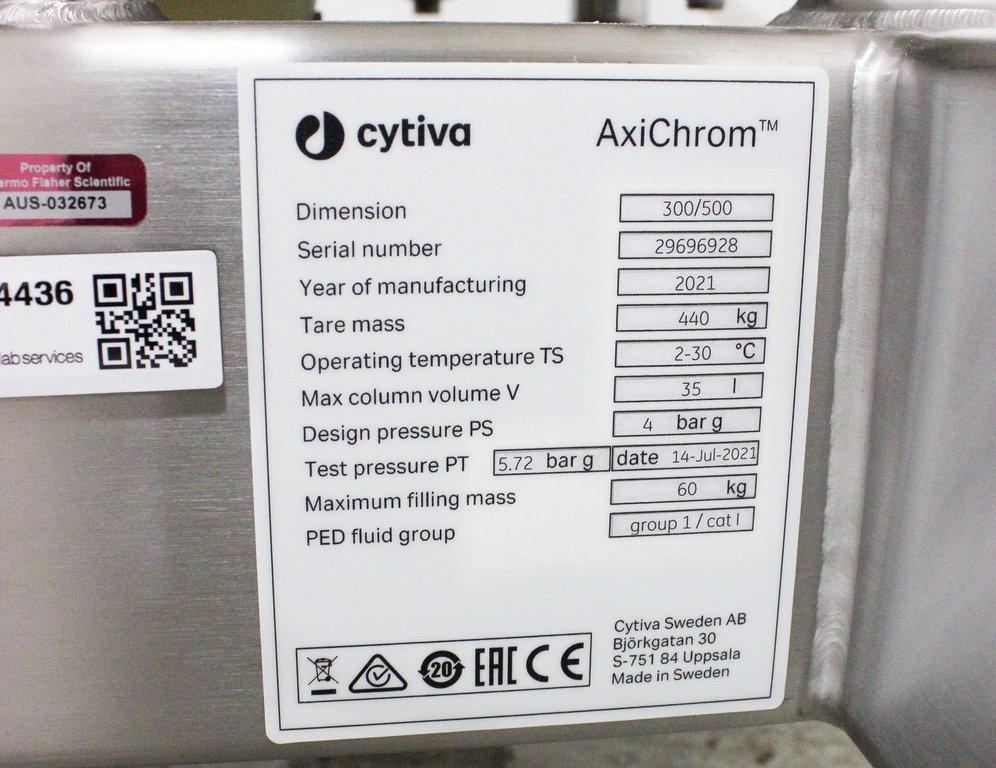 cytiva
AxiChrom™
Dimension 300/500
Serial number 29696928
Year of manufacturing 2021
Tare mass 440 kg
Operating temperature TS 2-30 °C
Max column volume V 35 l
Design pressure PS 4 bar g
Test pressure PT 5.72 bar g date 14-Jul-2021
Maximum filling mass 60 kg
PED fluid group group 1 / cat I
20 EAC CE
Cytiva Sweden AB
Björkgatan 30
S-751 84 Uppsala
Made in Sweden
Property Of
ermo Fisher Scientific
AUS-032673
4436
lab services